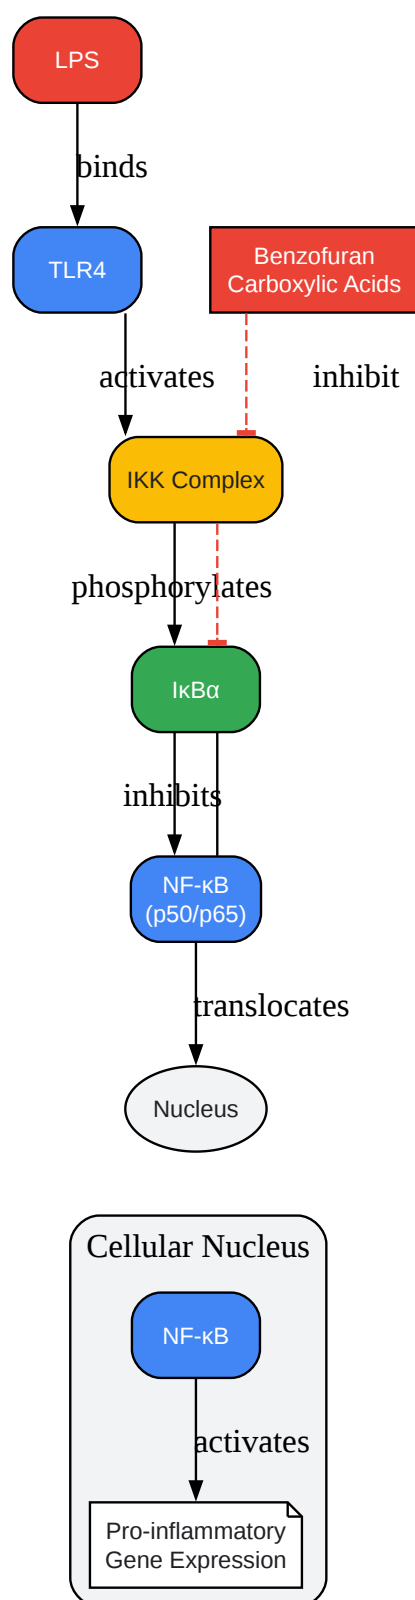 LPS
binds
TLR4
Benzofuran
Carboxylic Acids
activates
inhibit
IKK Complex
phosphorylates
IκBα
inhibits
NF-κB
(p50/p65)
translocates
Nucleus
Cellular Nucleus
NF-κB
activates
Pro-inflammatory
Gene Expression